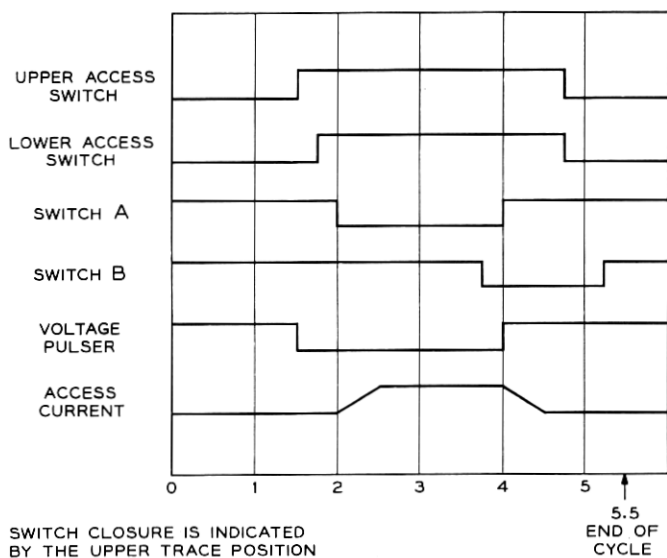 UPPER ACCESS
SWITCH
LOWER ACCESS
SWITCH
SWITCH A
SWITCH B
VOLTAGE
PULSER
ACCESS
CURRENT
0 1 2 3 4 5
5.5
END OF
CYCLE
SWITCH CLOSURE IS INDICATED
BY THE UPPER TRACE POSITION